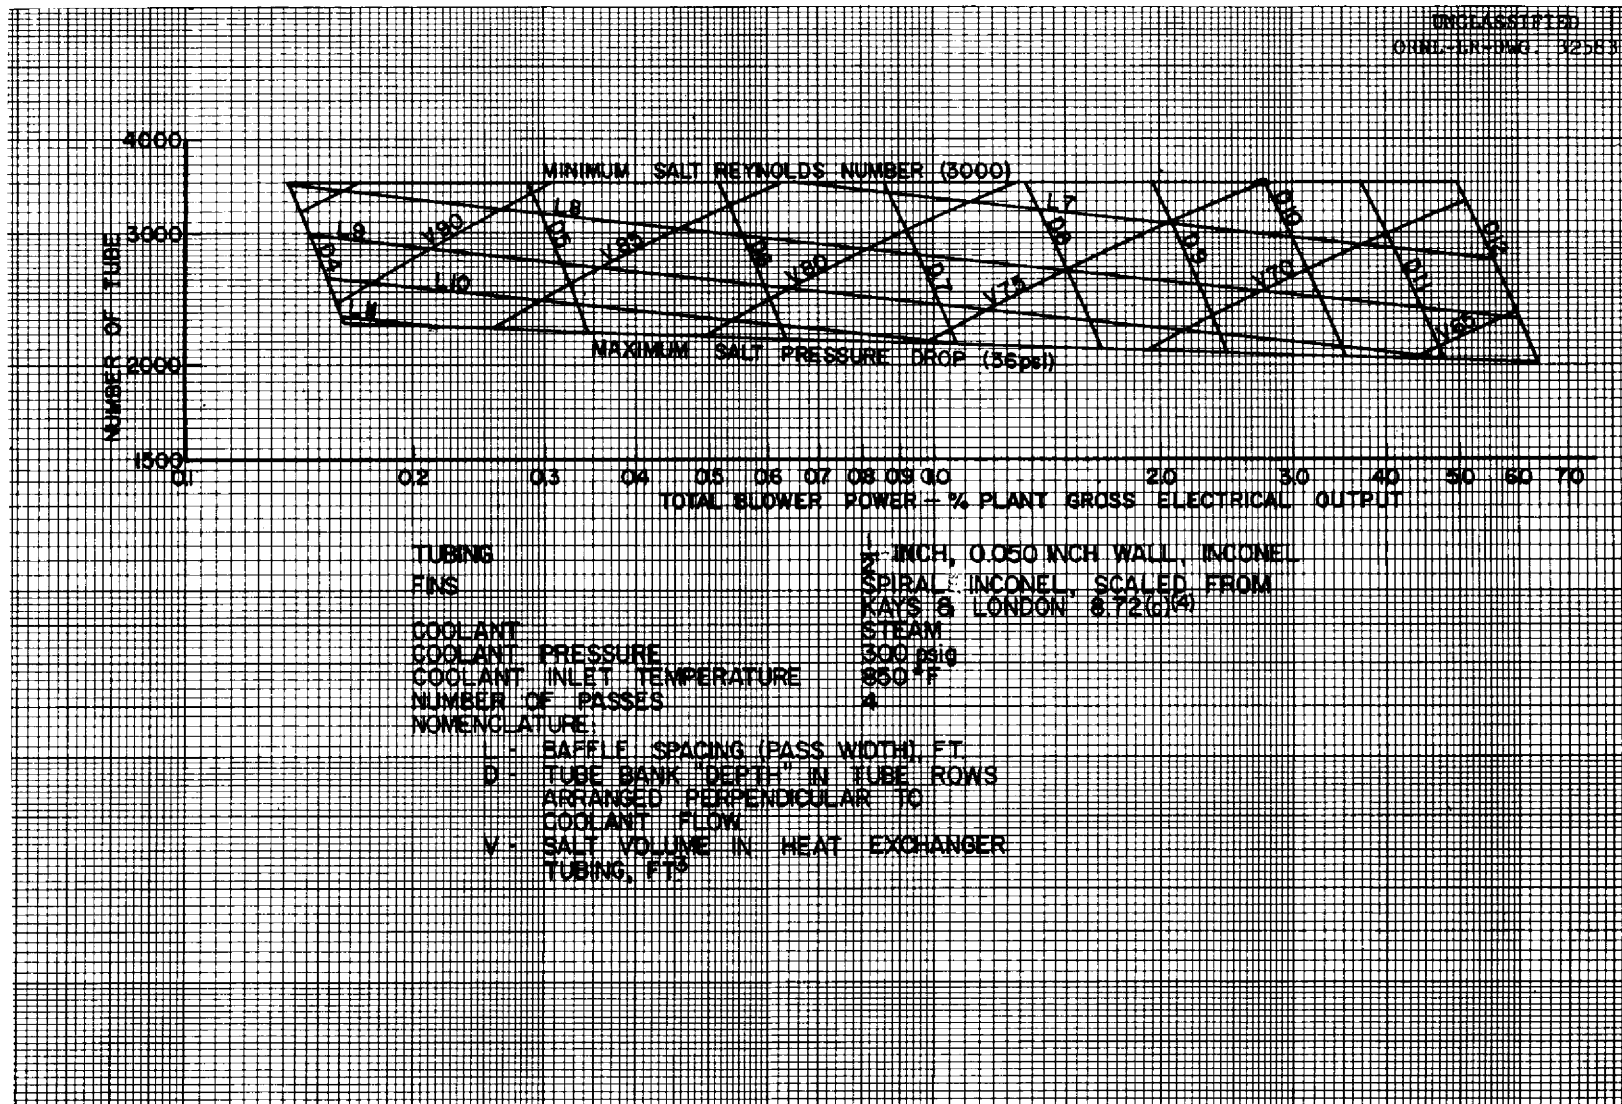 UNCLASSIFIED
ORNL-LR-DWG. 32583
4000
MINIMUM SALT REYNOLDS NUMBER (3000)
3000
2000
1500
NUMBER OF TUBE
D4
L9
V90
D5
L8
V85
D6
V80
D7
V75
L7
D8
D9
V70
D10
D11
D12
V65
L10
MAXIMUM SALT PRESSURE DROP (36psi)
0.1 0.2 0.3 0.4 0.5 0.6 0.7 0.8 0.9 1.0 2.0 3.0 4.0 5.0 6.0 7.0
TOTAL BLOWER POWER - % PLANT GROSS ELECTRICAL OUTPUT
TUBING 1/2 - INCH, 0.050 INCH WALL, INCONEL
FINS SPIRAL INCONEL, SCALED FROM
KAYS & LONDON 8.72(c)(4)
COOLANT STEAM
COOLANT PRESSURE 300 psig
COOLANT INLET TEMPERATURE 850 °F
NUMBER OF PASSES 4
NOMENCLATURE:
L - BAFFLE SPACING (PASS WIDTH), FT.
D - TUBE BANK "DEPTH" IN TUBE ROWS
ARRANGED PERPENDICULAR TO
COOLANT FLOW
V - SALT VOLUME IN HEAT EXCHANGER
TUBING, FT³